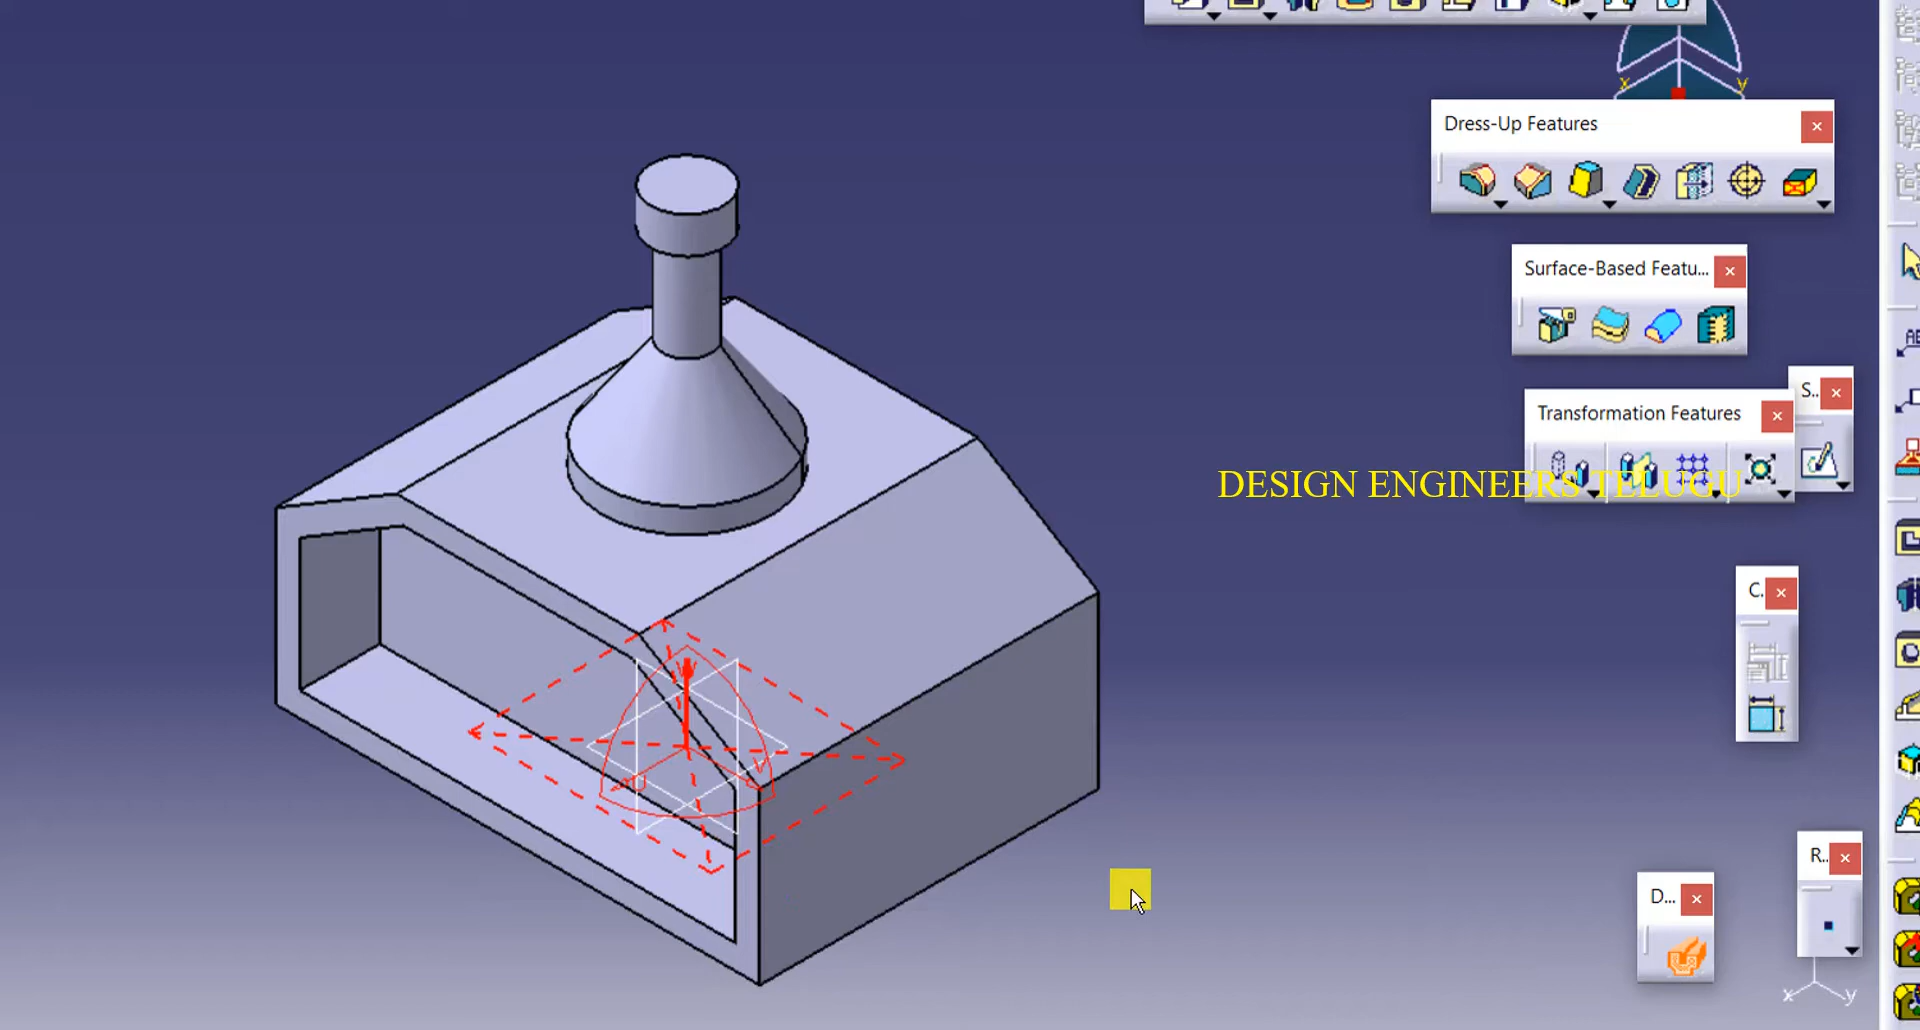 x y
Dress-Up Features
Surface-Based Featu...
S..
Transformation Features
DESIGN ENGINEERS TELUGU
C.
R..
D...
x y